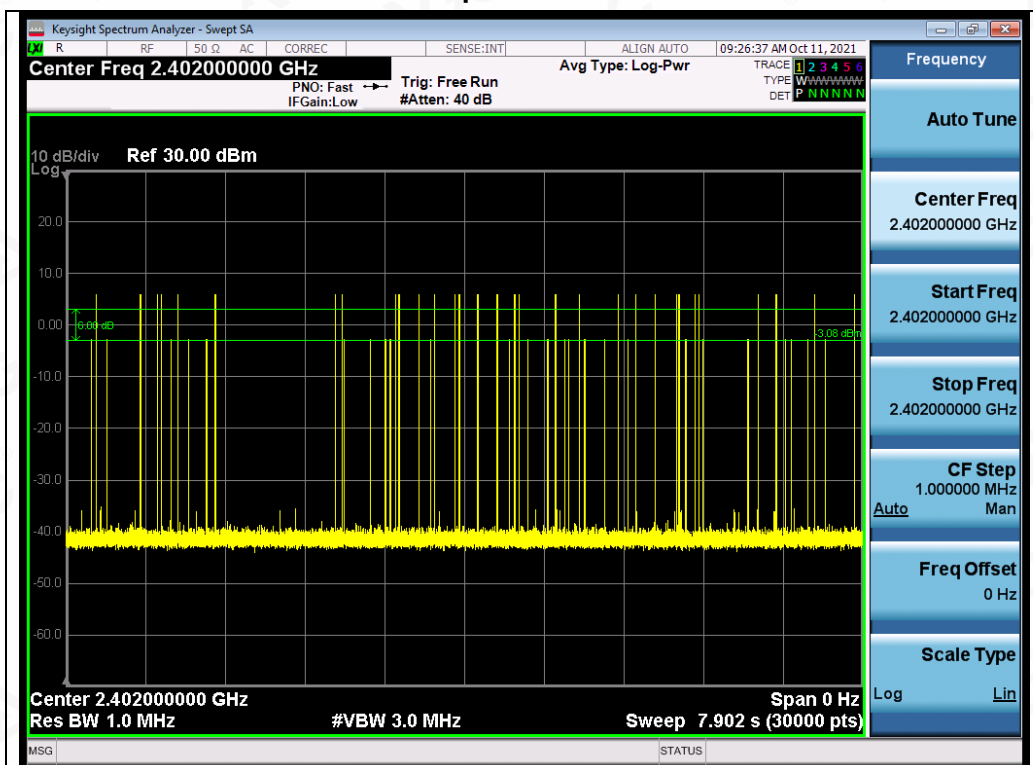 Keysight Spectrum Analyzer - Swept SA
LXI R RF 50 Ω AC CORREC SENSE:INT ALIGN AUTO 09:26:37 AM Oct 11, 2021
Center Freq 2.402000000 GHz
PNO: Fast
IFGain:Low
Trig: Free Run
#Atten: 40 dB
Avg Type: Log-Pwr
TRACE 1 2 3 4 5 6
TYPE WWWWWW
DET P N N N N N
10 dB/div Ref 30.00 dBm
Log
20.0
10.0
0.00
-10.0
-20.0
-30.0
-40.0
-50.0
-60.0
6.00 dB
-3.08 dBm
Center 2.402000000 GHz Span 0 Hz
Res BW 1.0 MHz #VBW 3.0 MHz Sweep 7.902 s (30000 pts)
MSG STATUS
Frequency
Auto Tune
Center Freq
2.402000000 GHz
Start Freq
2.402000000 GHz
Stop Freq
2.402000000 GHz
CF Step
1.000000 MHz
Auto Man
Freq Offset
0 Hz
Scale Type
Log Lin